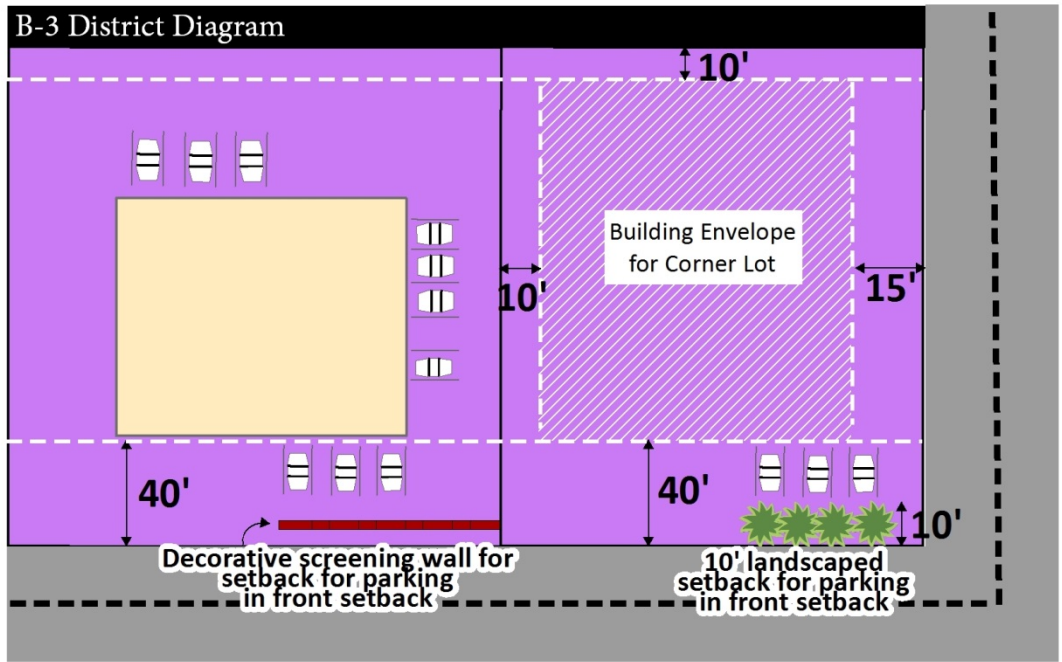 B-3 District Diagram
10'
Building Envelope
for Corner Lot
10'
15'
40'
40'
10'
Decorative screening wall for
setback for parking
in front setback
10' landscaped
setback for parking
in front setback